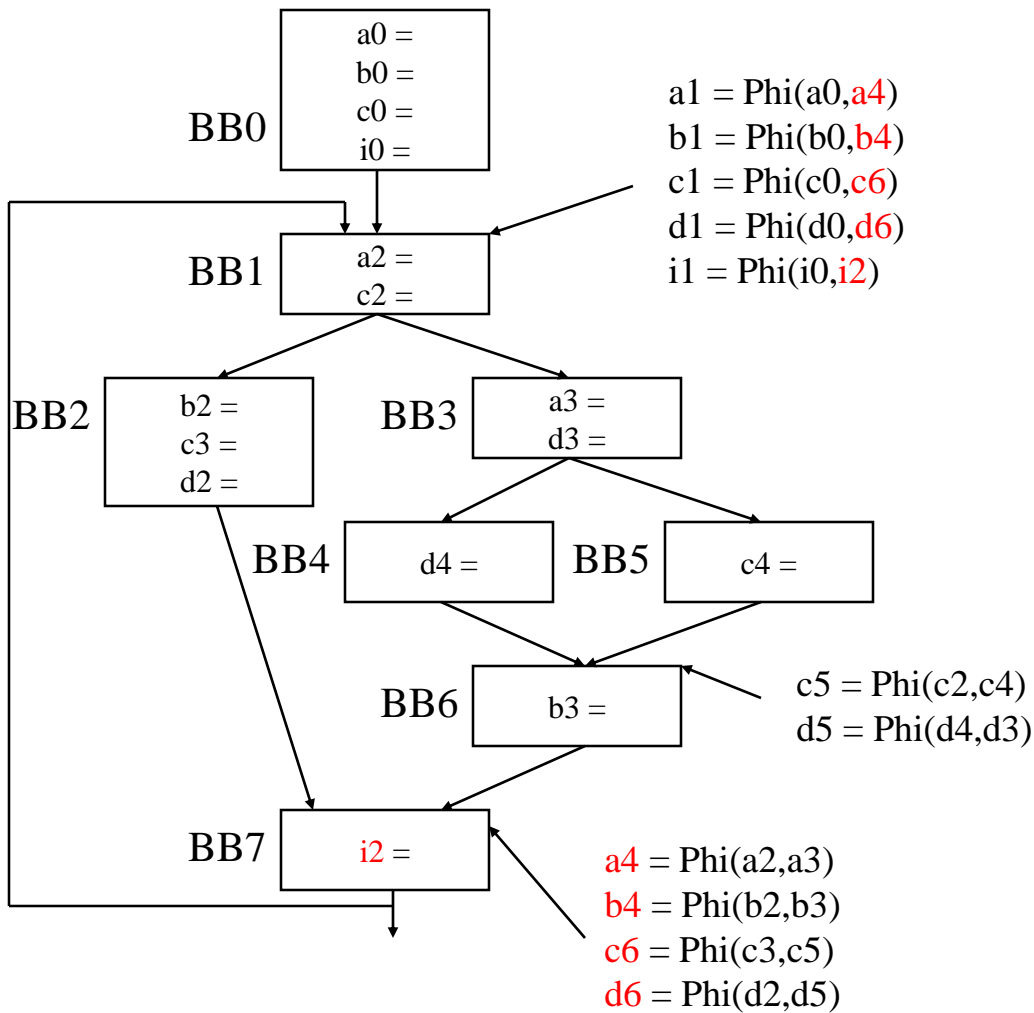 a0 =
b0 =
c0 =
i0 =
BB0
a1 = Phi(a0,a4)
b1 = Phi(b0,b4)
c1 = Phi(c0,c6)
d1 = Phi(d0,d6)
i1 = Phi(i0,i2)
BB1
a2 =
c2 =
BB2
b2 =
c3 =
d2 =
BB3
a3 =
d3 =
BB4
d4 =
BB5
c4 =
BB6
b3 =
c5 = Phi(c2,c4)
d5 = Phi(d4,d3)
BB7
i2 =
a4 = Phi(a2,a3)
b4 = Phi(b2,b3)
c6 = Phi(c3,c5)
d6 = Phi(d2,d5)